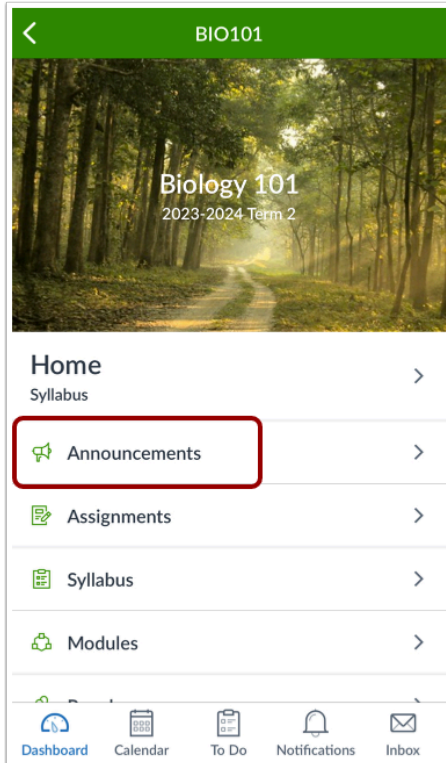 BIO101
Biology 101
2023-2024 Term 2
Home
Syllabus
Announcements
Assignments
Syllabus
Modules
Dashboard
Calendar
To Do
Notifications
Inbox